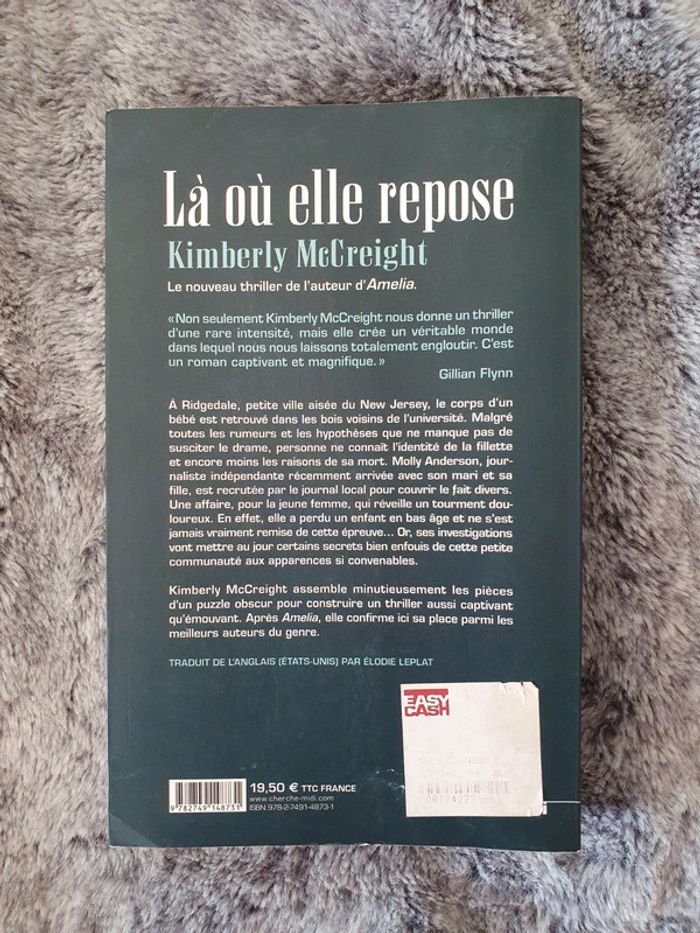 Là où elle repose
Kimberly McCreight
Le nouveau thriller de l'auteur d'Amelia.
« Non seulement Kimberly McCreight nous donne un thriller
d'une rare intensité, mais elle crée un véritable monde
dans lequel nous nous laissons totalement engloutir. C'est
un roman captivant et magnifique. »
Gillian Flynn
À Ridgedale, petite ville aisée du New Jersey, le corps d'un
bébé est retrouvé dans les bois voisins de l'université. Malgré
toutes les rumeurs et les hypothèses que ne manque pas de
susciter le drame, personne ne connaît l'identité de la fillette
et encore moins les raisons de sa mort. Molly Anderson, jour-
naliste indépendante récemment arrivée avec son mari et sa
fille, est recrutée par le journal local pour couvrir le fait divers.
Une affaire, pour la jeune femme, qui réveille un tourment dou-
loureux. En effet, elle a perdu un enfant en bas âge et ne s'est
jamais vraiment remise de cette épreuve... Or, ses investigations
vont mettre au jour certains secrets bien enfouis de cette petite
communauté aux apparences si convenables.
Kimberly McCreight assemble minutieusement les pièces
d'un puzzle obscur pour construire un thriller aussi captivant
qu'émouvant. Après Amelia, elle confirme ici sa place parmi les
meilleurs auteurs du genre.
TRADUIT DE L'ANGLAIS (ÉTATS-UNIS) PAR ÉLODIE LEPLAT
EASY
CASH
19,50 € TTC FRANCE
www.cherche-midi.com
ISBN 978-2-7491-4873-1
9 782749 148731